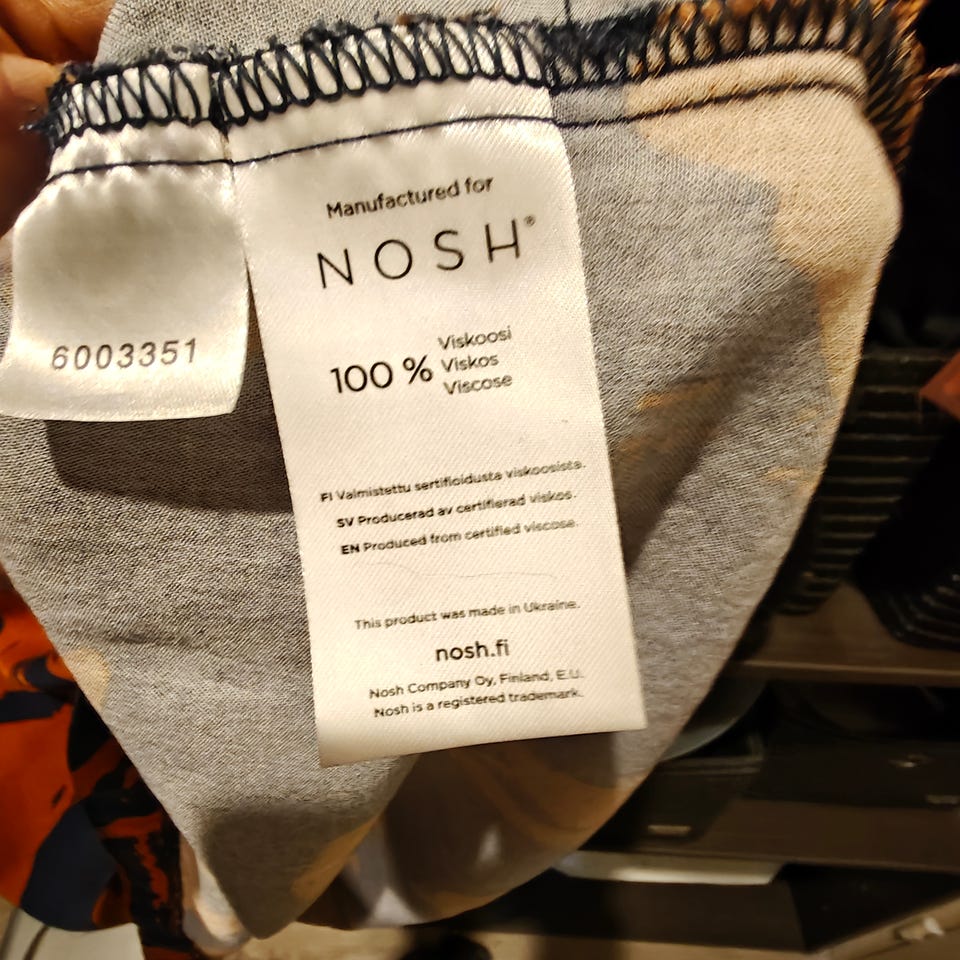 6003351
Manufactured for
NOSH®
100 % Viskoosi
Viskos
Viscose
FI Valmistettu sertifioidusta viskoosista.
SV Producerad av certifierad viskos.
EN Produced from certified viscose.
This product was made in Ukraine.
nosh.fi
Nosh Company Oy, Finland, E.U.
Nosh is a registered trademark.